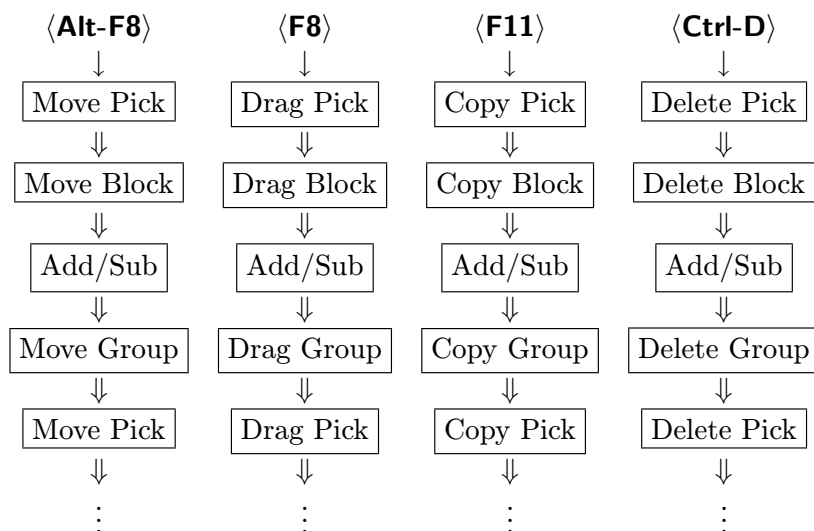 ⟨Alt-F8⟩ ⟨F8⟩ ⟨F11⟩ ⟨Ctrl-D⟩
↓ ↓ ↓ ↓
Move Pick Drag Pick Copy Pick Delete Pick
⇓ ⇓ ⇓ ⇓
Move Block Drag Block Copy Block Delete Block
⇓ ⇓ ⇓ ⇓
Add/Sub Add/Sub Add/Sub Add/Sub
⇓ ⇓ ⇓ ⇓
Move Group Drag Group Copy Group Delete Group
⇓ ⇓ ⇓ ⇓
Move Pick Drag Pick Copy Pick Delete Pick
⇓ ⇓ ⇓ ⇓
⋮ ⋮ ⋮ ⋮